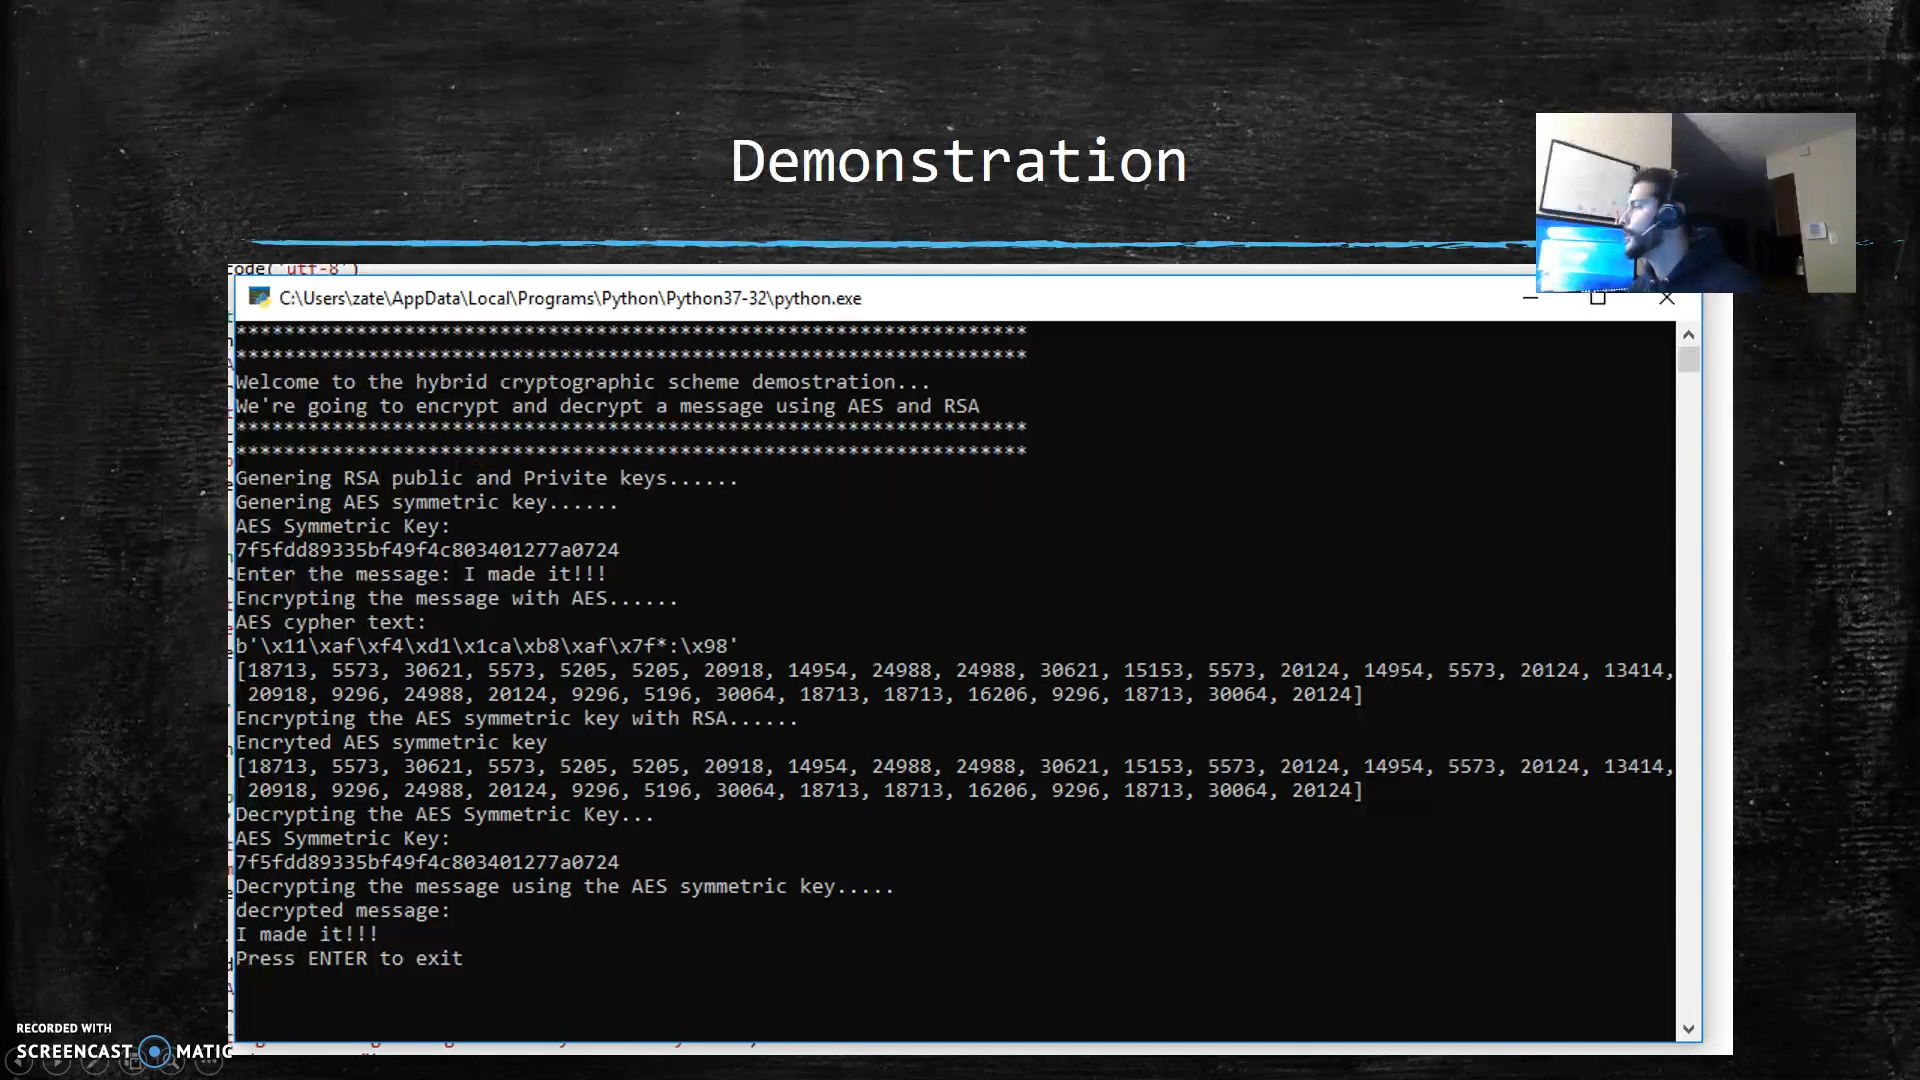 Demonstration
code('utf-8')
C:\Users\zate\AppData\Local\Programs\Python\Python37-32\python.exe
******************************************************************
******************************************************************
Welcome to the hybrid cryptographic scheme demostration...
We're going to encrypt and decrypt a message using AES and RSA
******************************************************************
******************************************************************
Genering RSA public and Privite keys......
Genering AES symmetric key......
AES Symmetric Key:
7f5fdd89335bf49f4c803401277a0724
Enter the message: I made it!!!
Encrypting the message with AES......
AES cypher text:
b'\x11\xaf\xf4\xd1\x1ca\xb8\xaf\x7f*:\x98'
[18713, 5573, 30621, 5573, 5205, 5205, 20918, 14954, 24988, 24988, 30621, 15153, 5573, 20124, 14954, 5573, 20124, 13414,
20918, 9296, 24988, 20124, 9296, 5196, 30064, 18713, 18713, 16206, 9296, 18713, 30064, 20124]
Encrypting the AES symmetric key with RSA......
Encryted AES symmetric key
[18713, 5573, 30621, 5573, 5205, 5205, 20918, 14954, 24988, 24988, 30621, 15153, 5573, 20124, 14954, 5573, 20124, 13414,
20918, 9296, 24988, 20124, 9296, 5196, 30064, 18713, 18713, 16206, 9296, 18713, 30064, 20124]
Decrypting the AES Symmetric Key...
AES Symmetric Key:
7f5fdd89335bf49f4c803401277a0724
Decrypting the message using the AES symmetric key.....
decrypted message:
I made it!!!
Press ENTER to exit
RECORDED WITH
SCREENCAST MATIC